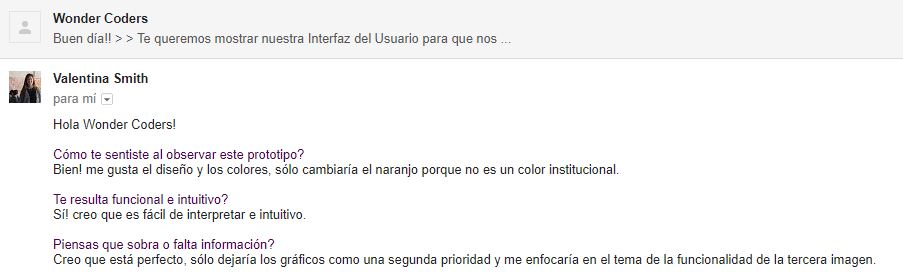 Wonder Coders
Buen día!! > > Te queremos mostrar nuestra Interfaz del Usuario para que nos ...
Valentina Smith
para mí
Hola Wonder Coders!
Cómo te sentiste al observar este prototipo?
Bien! me gusta el diseño y los colores, sólo cambiaría el naranjo porque no es un color institucional.
Te resulta funcional e intuitivo?
Sí! creo que es fácil de interpretar e intuitivo.
Piensas que sobra o falta información?
Creo que está perfecto, sólo dejaría los gráficos como una segunda prioridad y me enfocaría en el tema de la funcionalidad de la tercera imagen.